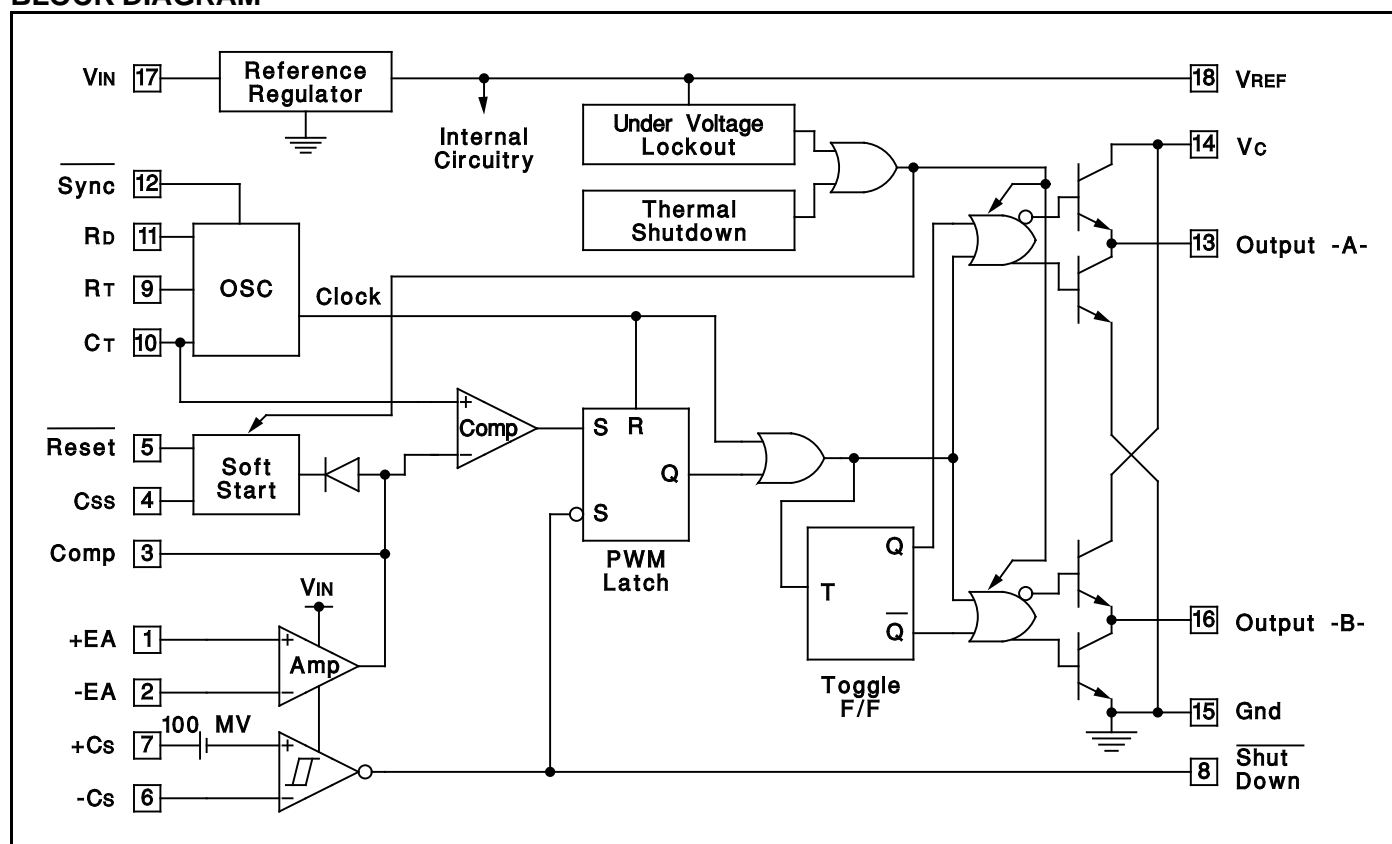 BLOCK DIAGRAM
VIN 17
Reference
Regulator
18 VREF
Internal
Circuitry
Under Voltage
Lockout
14 VC
Sync 12
Thermal
Shutdown
RD 11
13 Output -A-
RT 9
OSC
Clock
CT 10
+
Comp
-
S R
Q
S
PWM
Latch
Reset 5
Soft
Start
CSS 4
Comp 3
VIN
Q
T
Q
Toggle
F/F
16 Output -B-
+EA 1
+
Amp
-
-EA 2
15 Gnd
100 MV
+CS 7
+
-
-CS 6
8 Shut
Down